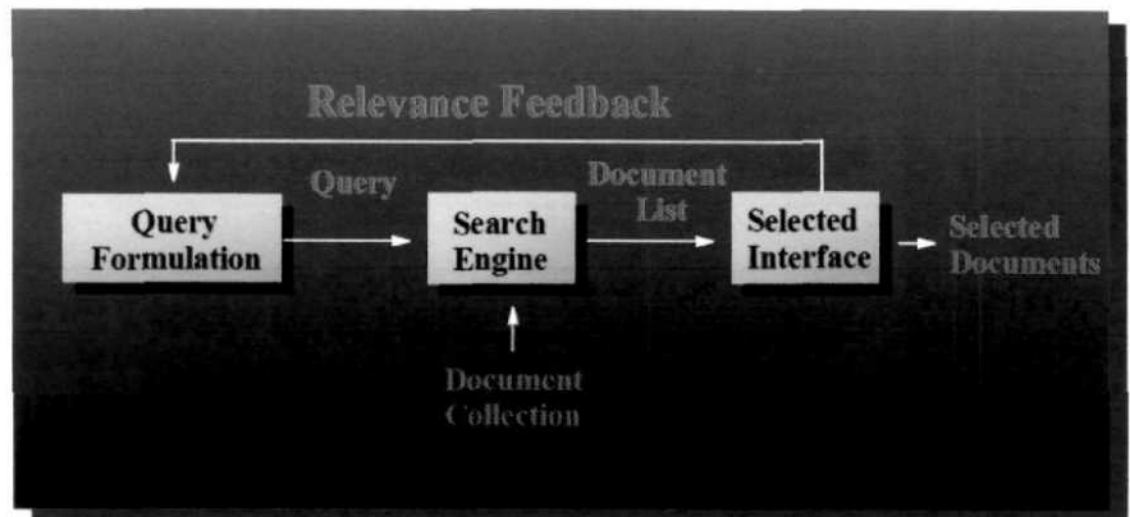 Relevance Feedback
Query
Document
List
Query
Formulation
Search
Engine
Selected
Interface
Selected
Documents
Document
Collection